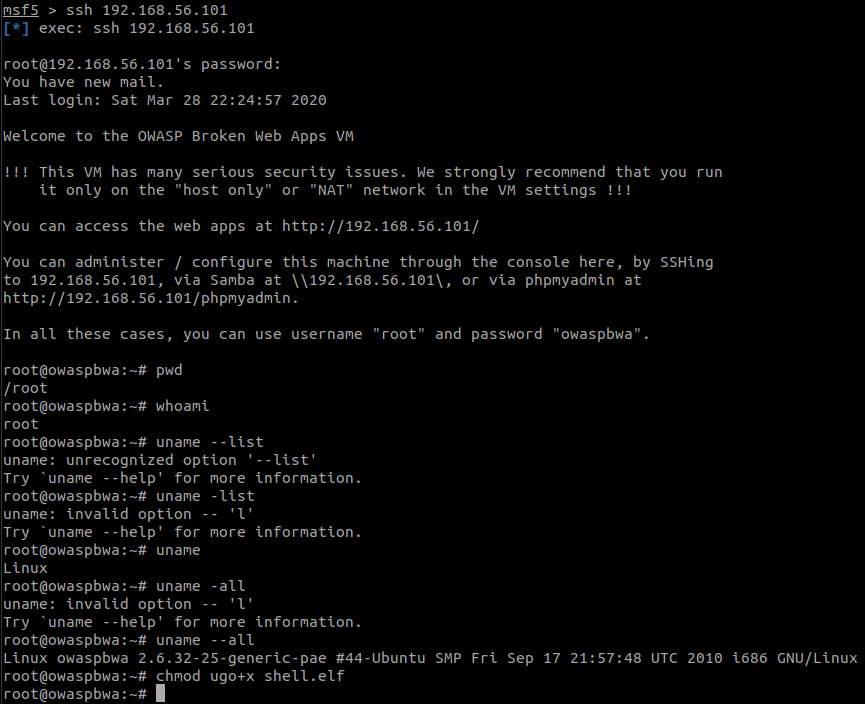 msf5 > ssh 192.168.56.101
[*] exec: ssh 192.168.56.101
root@192.168.56.101's password:
You have new mail.
Last login: Sat Mar 28 22:24:57 2020
Welcome to the OWASP Broken Web Apps VM
!!! This VM has many serious security issues. We strongly recommend that you run
    it only on the "host only" or "NAT" network in the VM settings !!!
You can access the web apps at http://192.168.56.101/
You can administer / configure this machine through the console here, by SSHing
to 192.168.56.101, via Samba at \\192.168.56.101\, or via phpmyadmin at
http://192.168.56.101/phpmyadmin.
In all these cases, you can use username "root" and password "owaspbwa".
root@owaspbwa:~# pwd
/root
root@owaspbwa:~# whoami
root
root@owaspbwa:~# uname --list
uname: unrecognized option '--list'
Try `uname --help' for more information.
root@owaspbwa:~# uname -list
uname: invalid option -- 'l'
Try `uname --help' for more information.
root@owaspbwa:~# uname
Linux
root@owaspbwa:~# uname -all
uname: invalid option -- 'l'
Try `uname --help' for more information.
root@owaspbwa:~# uname --all
Linux owaspbwa 2.6.32-25-generic-pae #44-Ubuntu SMP Fri Sep 17 21:57:48 UTC 2010 i686 GNU/Linux
root@owaspbwa:~# chmod ugo+x shell.elf
root@owaspbwa:~#